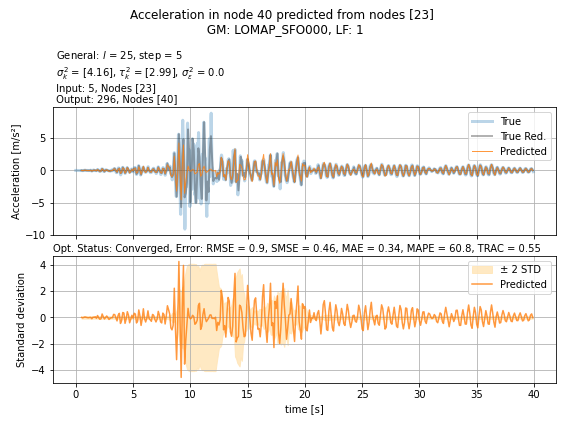 Acceleration in node 40 predicted from nodes [23]
GM: LOMAP_SFO000, LF: 1
General: l = 25, step = 5
σ²ₖ = [4.16], τ²ₖ = [2.99], σ²ₑ = 0.0
Input: 5, Nodes [23]
Output: 296, Nodes [40]
Acceleration [m/s²]
5
0
−5
−10
True
True Red.
Predicted
Opt. Status: Converged, Error: RMSE = 0.9, SMSE = 0.46, MAE = 0.34, MAPE = 60.8, TRAC = 0.55
Standard deviation
4
2
0
−2
−4
± 2 STD
Predicted
0 5 10 15 20 25 30 35 40
time [s]